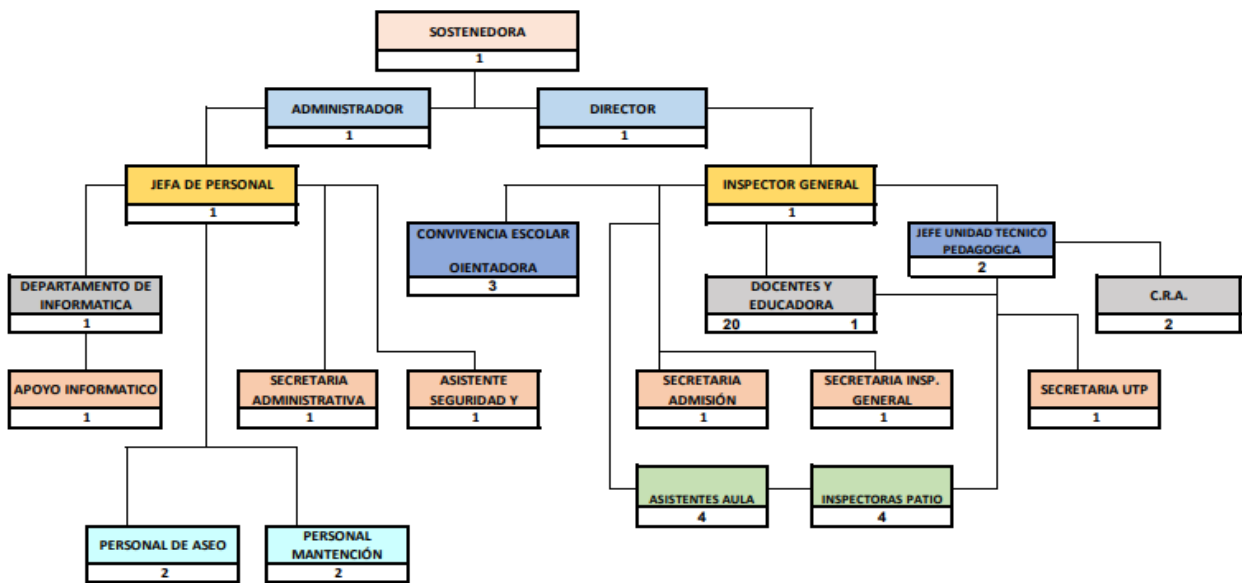 SOSTENEDORA
1
ADMINISTRADOR
1
DIRECTOR
1
JEFA DE PERSONAL
1
INSPECTOR GENERAL
1
CONVIVENCIA ESCOLAR
OIENTADORA
3
JEFE UNIDAD TECNICO
PEDAGOGICA
2
DEPARTAMENTO DE
INFORMATICA
1
DOCENTES Y
EDUCADORA
20 1
C.R.A.
2
APOYO INFORMATICO
1
SECRETARIA
ADMINISTRATIVA
1
ASISTENTE
SEGURIDAD Y
1
SECRETARIA
ADMISIÓN
1
SECRETARIA INSP.
GENERAL
1
SECRETARIA UTP
1
ASISTENTES AULA
4
INSPECTORAS PATIO
4
PERSONAL DE ASEO
2
PERSONAL
MANTENCIÓN
2